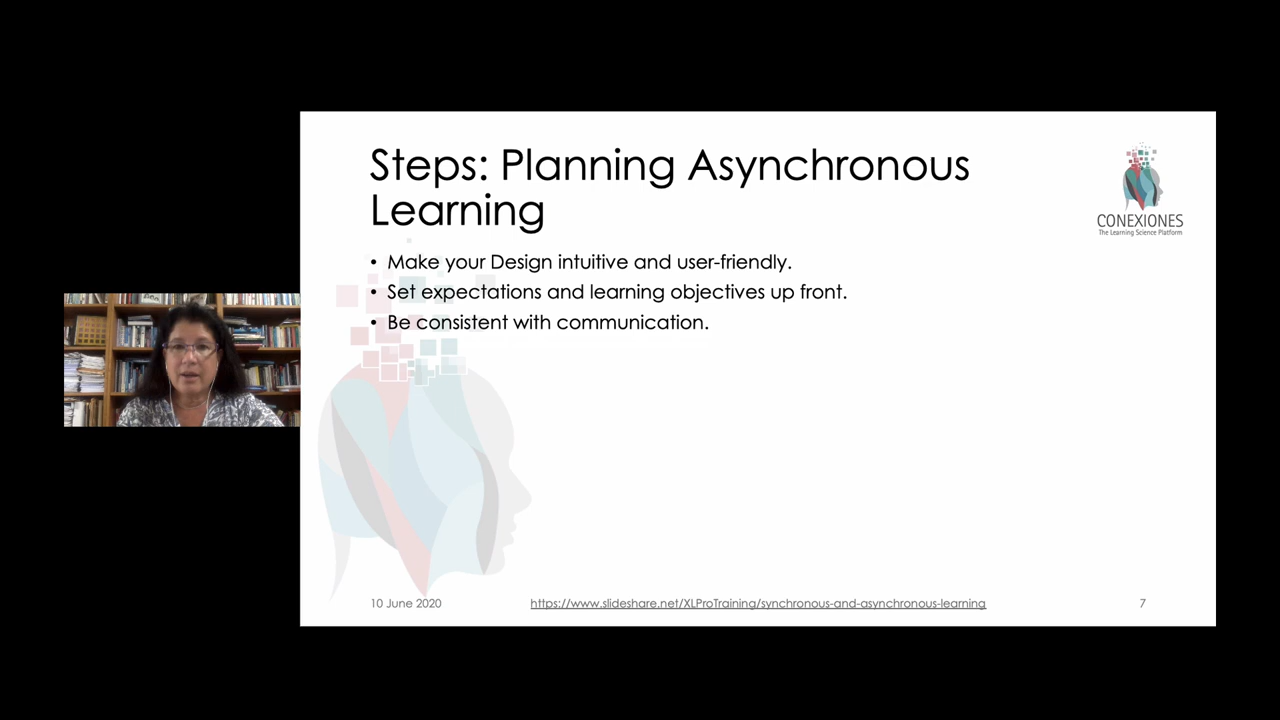 Steps: Planning Asynchronous
Learning
CONEXIONES
The Learning Science Platform
• Make your Design intuitive and user-friendly.
• Set expectations and learning objectives up front.
• Be consistent with communication.
10 June 2020
https://www.slideshare.net/XLProTraining/synchronous-and-asynchronous-learning
7